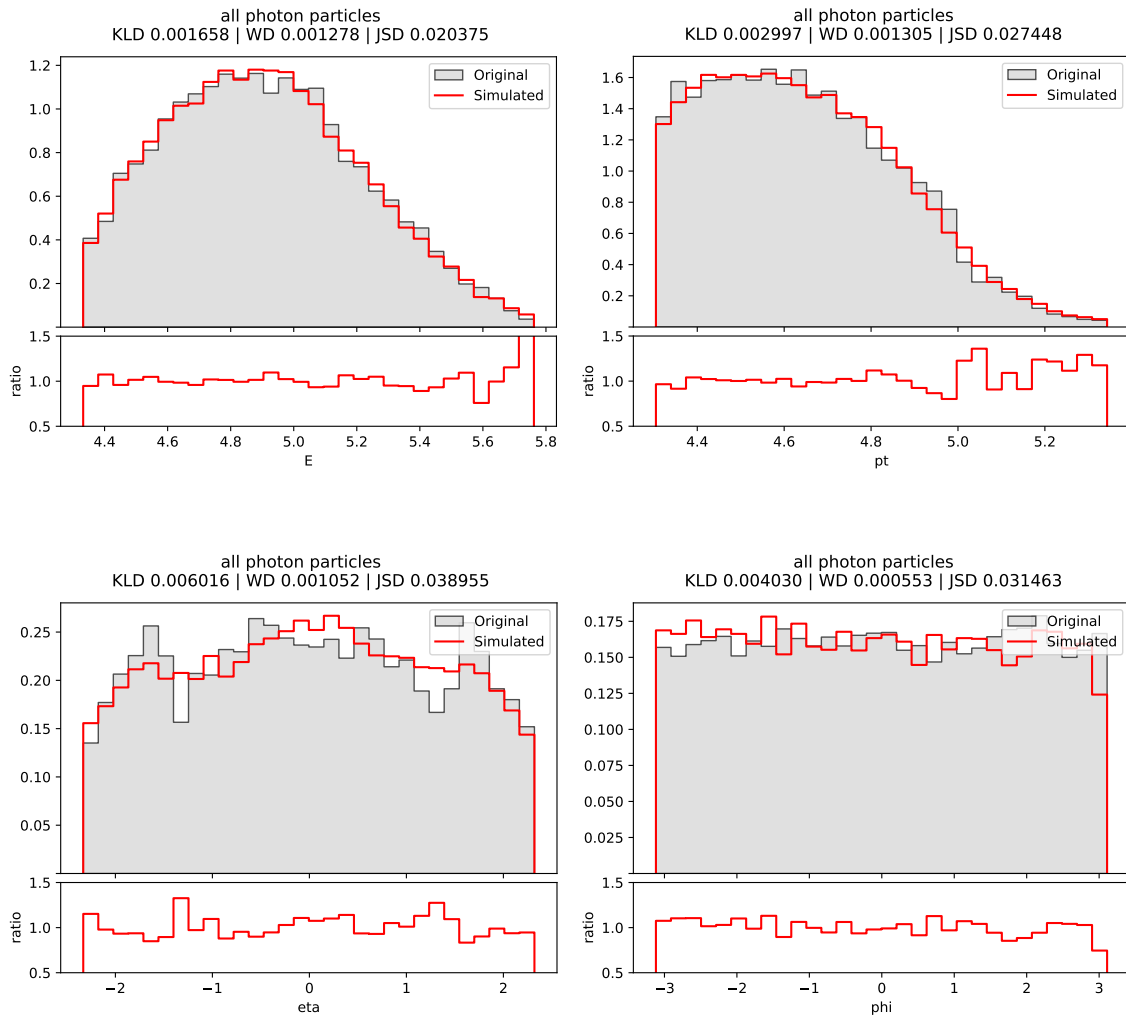 all photon particles
KLD 0.001658 | WD 0.001278 | JSD 0.020375
1.2
1.0
0.8
0.6
0.4
0.2
Original
Simulated
1.5
1.0
0.5
ratio
4.4 4.6 4.8 5.0 5.2 5.4 5.6 5.8
E
all photon particles
KLD 0.002997 | WD 0.001305 | JSD 0.027448
1.6
1.4
1.2
1.0
0.8
0.6
0.4
0.2
Original
Simulated
1.5
1.0
0.5
ratio
4.4 4.6 4.8 5.0 5.2
pt
all photon particles
KLD 0.006016 | WD 0.001052 | JSD 0.038955
0.25
0.20
0.15
0.10
0.05
Original
Simulated
1.5
1.0
0.5
ratio
−2 −1 0 1 2
eta
all photon particles
KLD 0.004030 | WD 0.000553 | JSD 0.031463
0.175
0.150
0.125
0.100
0.075
0.050
0.025
Original
Simulated
1.5
1.0
0.5
ratio
−3 −2 −1 0 1 2 3
phi